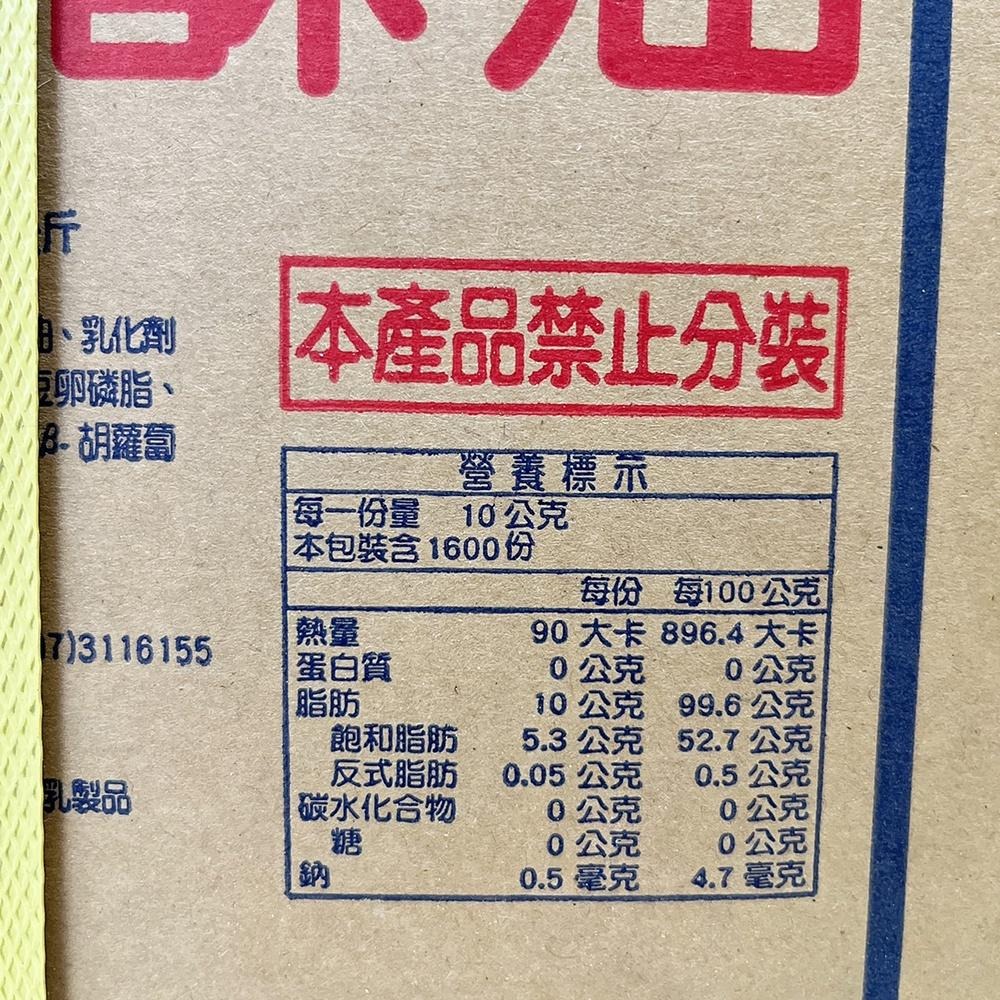 酥油
斤
、乳化劑
卵磷脂、
β-胡蘿蔔
7)3116155
乳製品
本產品禁止分裝
營養標示
每一份量 10公克
本包裝含1600份
每份 每100公克
熱量 90 大卡 896.4 大卡
蛋白質 0 公克 0 公克
脂肪 10 公克 99.6 公克
飽和脂肪 5.3 公克 52.7 公克
反式脂肪 0.05 公克 0.5 公克
碳水化合物 0 公克 0 公克
糖 0 公克 0 公克
鈉 0.5 毫克 4.7 毫克